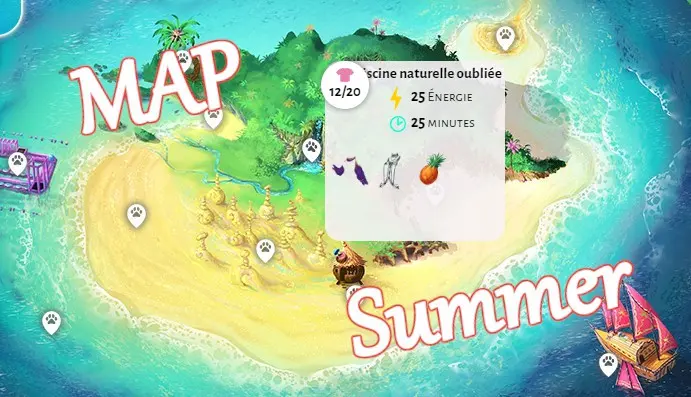 MAP
scine naturelle oubliée
12/20
25 ÉNERGIE
25 MINUTES
Summer